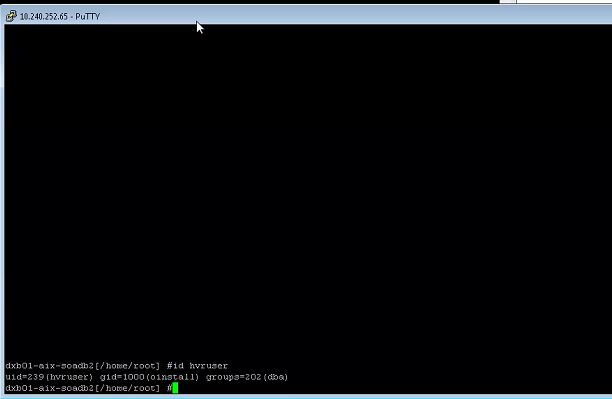 10.240.252.65 - PuTTY
dxb01-aix-soadb2[/home/root] #id hvruser
uid=239(hvruser) gid=1000(oinstall) groups=202(dba)
dxb01-aix-soadb2[/home/root] #